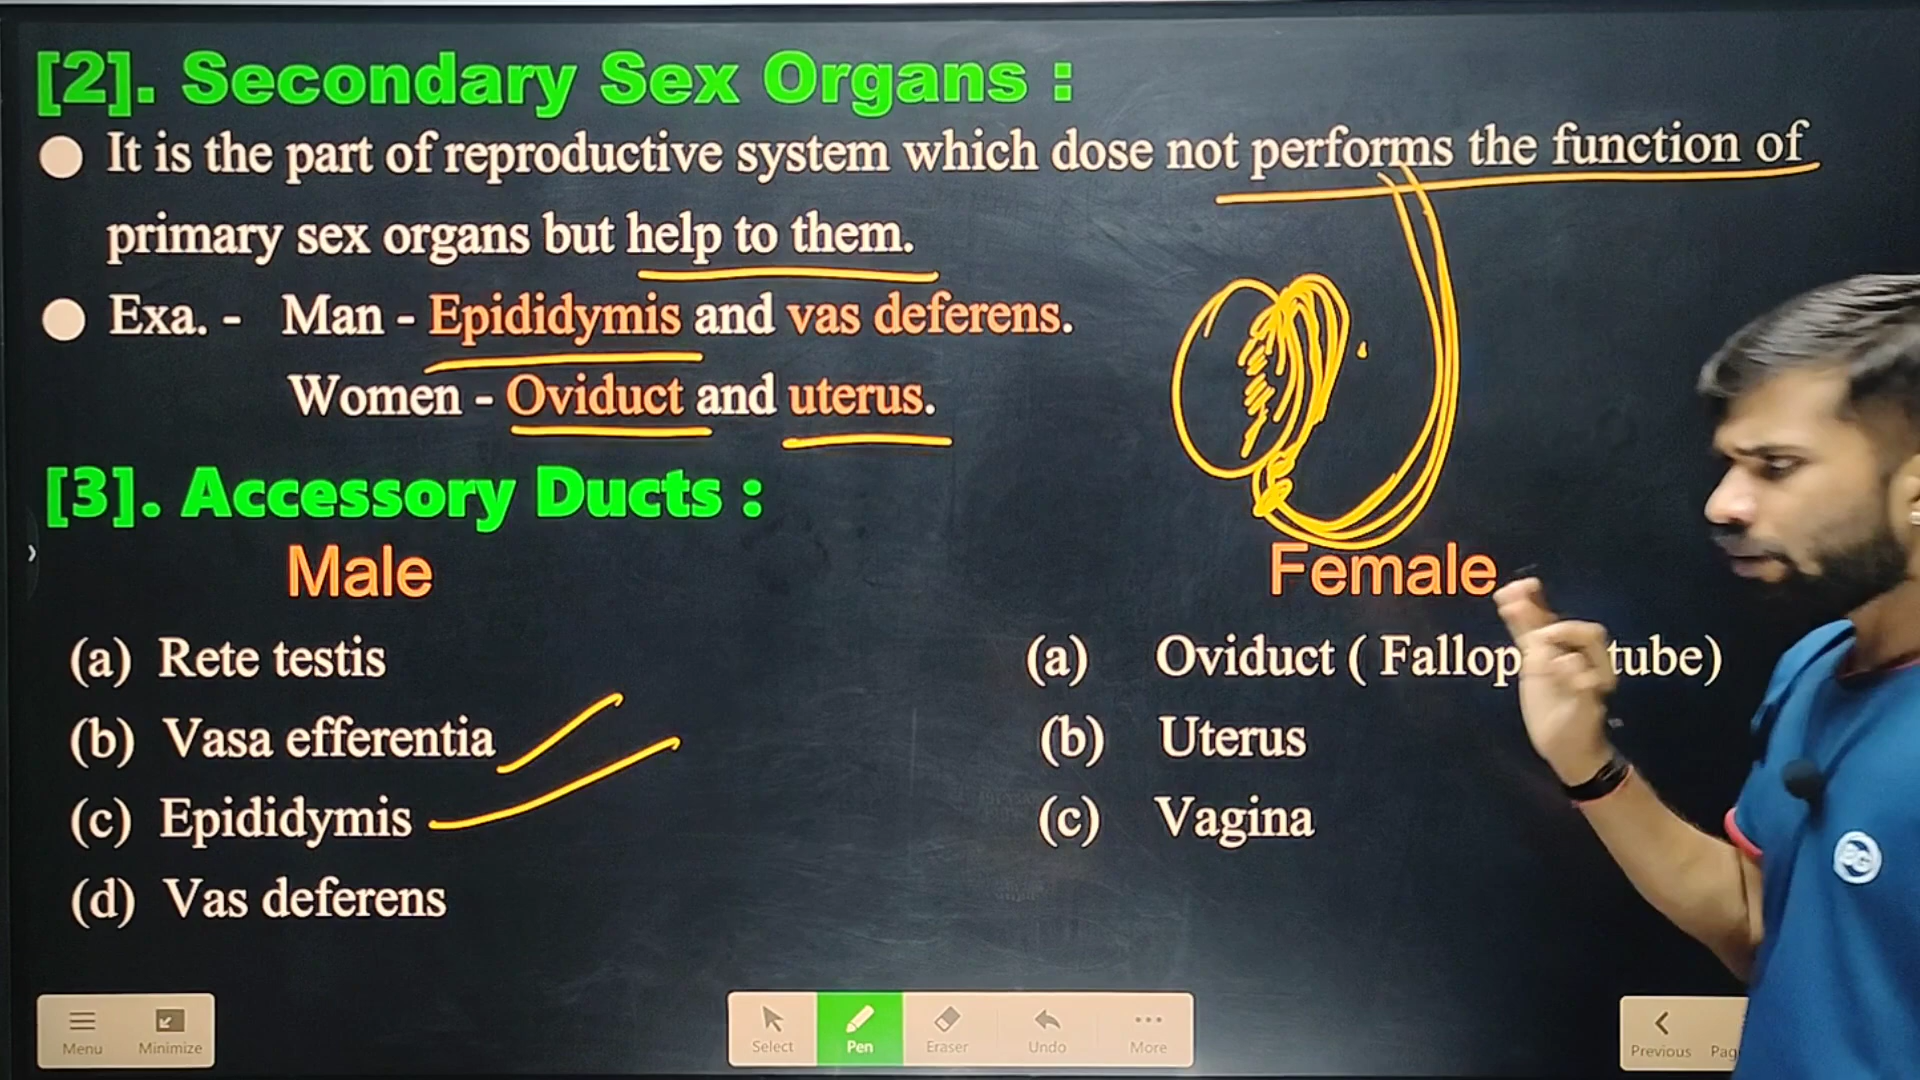 [2]. Secondary Sex Organs :
It is the part of reproductive system which dose not performs the function of
primary sex organs but help to them.
Exa. - Man - Epididymis and vas deferens.
Women - Oviduct and uterus.
[3]. Accessory Ducts :
Male
Female
(a) Rete testis
(a) Oviduct ( Fallop tube)
(b) Vasa efferentia
(b) Uterus
(c) Epididymis
(c) Vagina
(d) Vas deferens
Menu Minimize
Select Pen Eraser Undo More
Previous